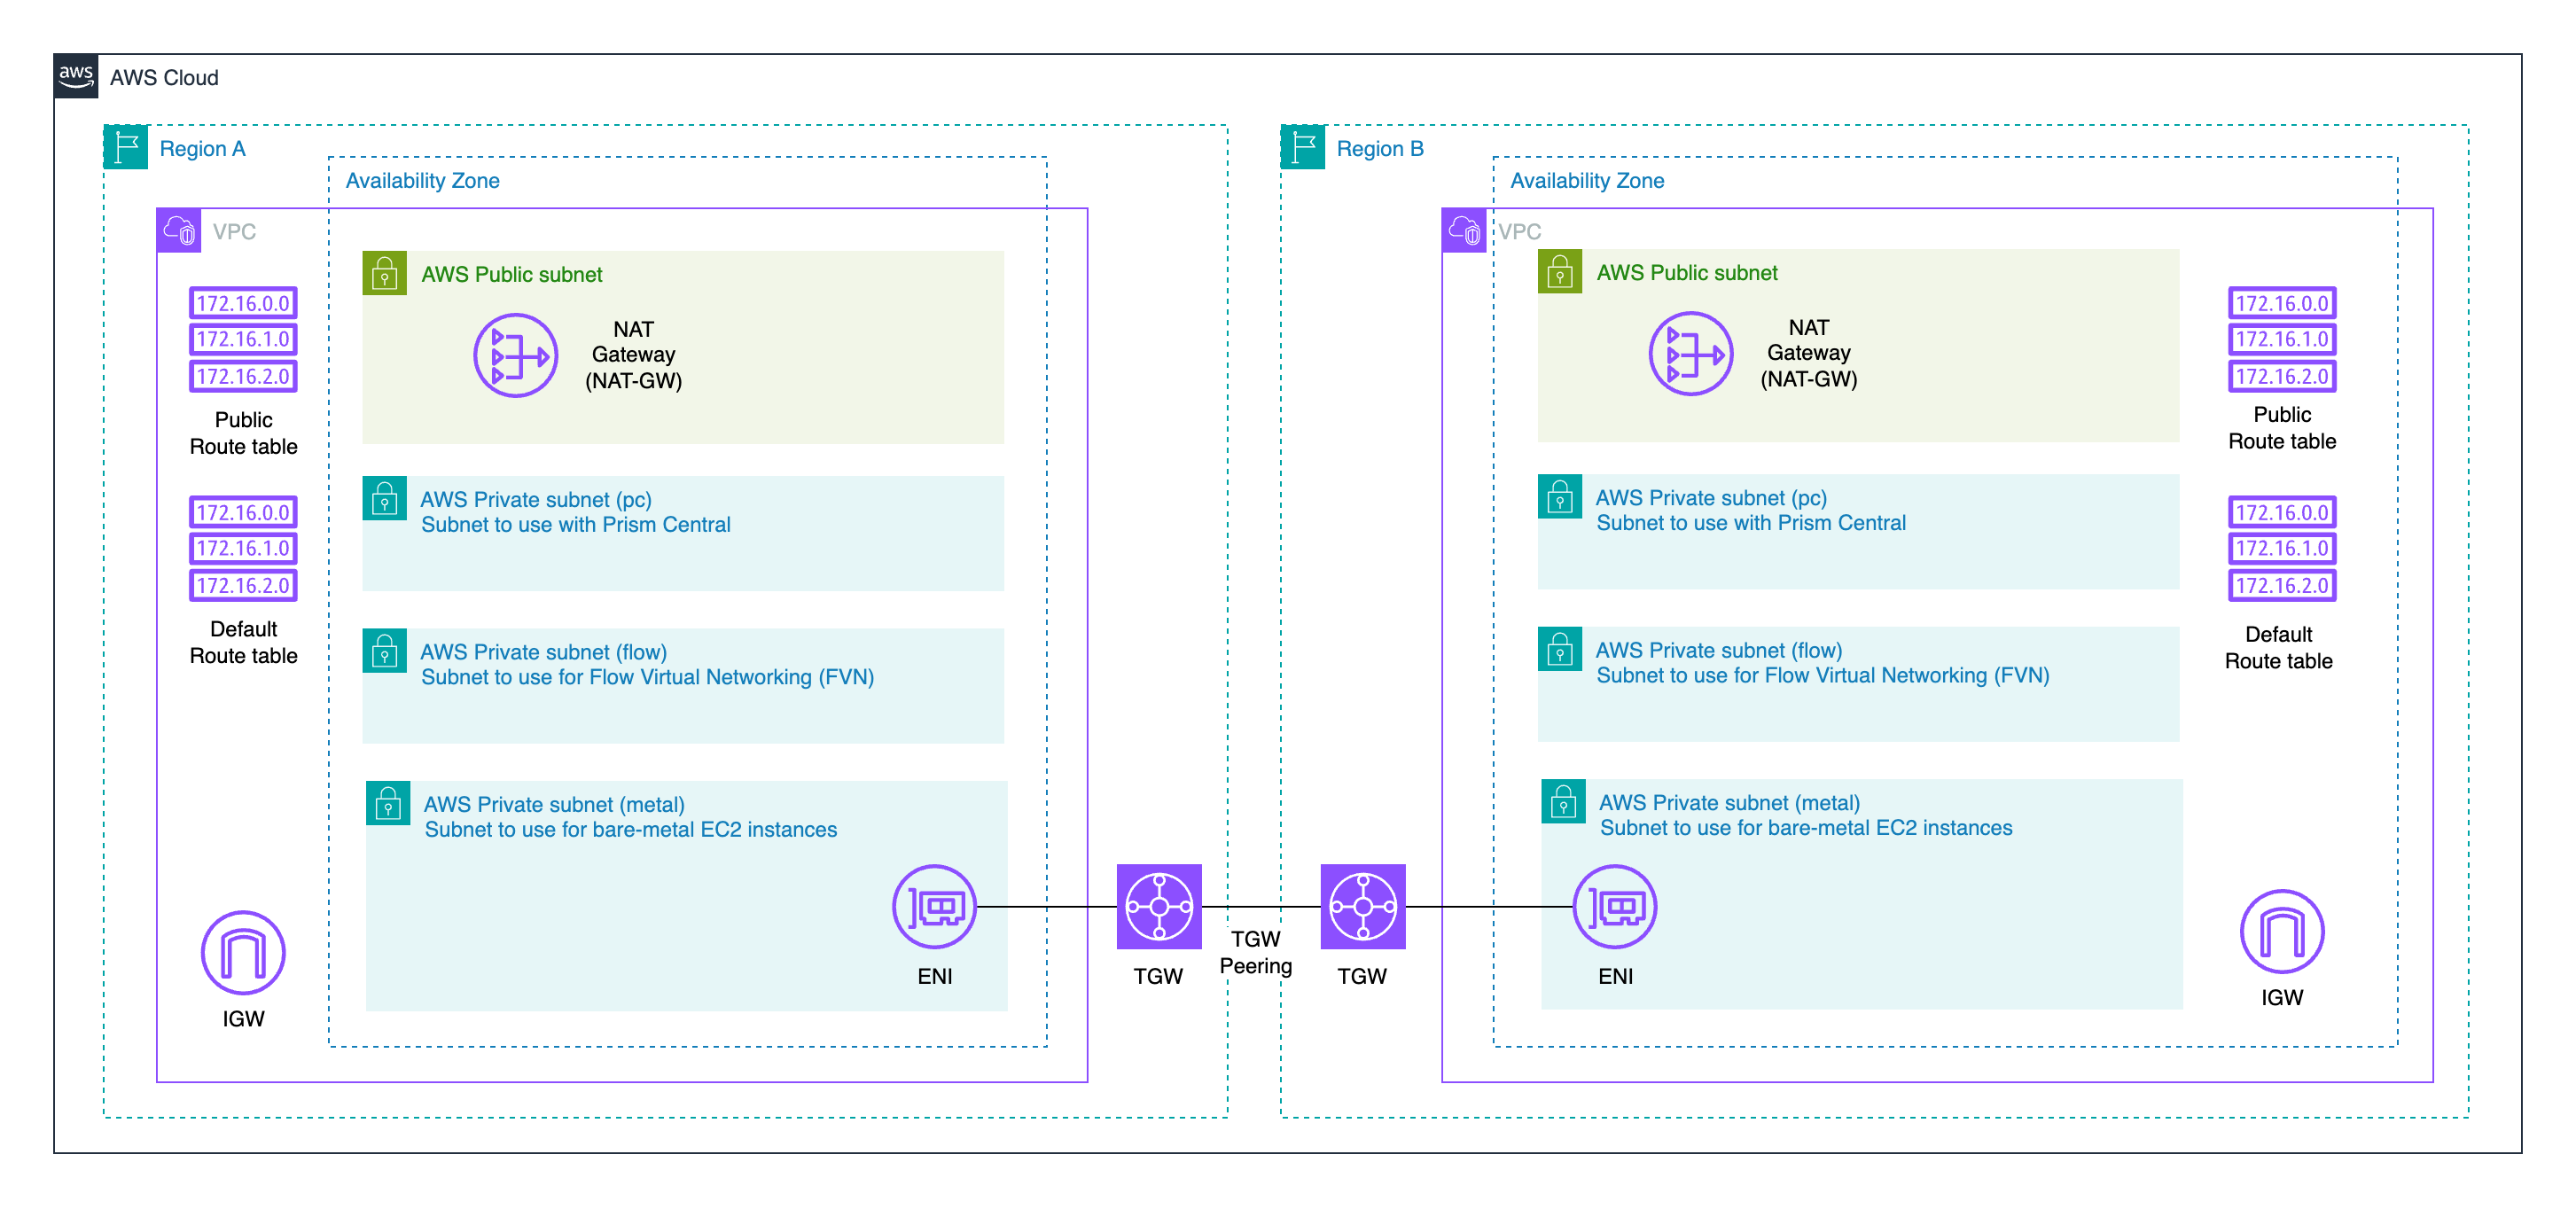 aws
AWS Cloud
Region A
Availability Zone
VPC
172.16.0.0
172.16.1.0
172.16.2.0
Public
Route table
172.16.0.0
172.16.1.0
172.16.2.0
Default
Route table
IGW
AWS Public subnet
NAT
Gateway
(NAT-GW)
AWS Private subnet (pc)
Subnet to use with Prism Central
AWS Private subnet (flow)
Subnet to use for Flow Virtual Networking (FVN)
AWS Private subnet (metal)
Subnet to use for bare-metal EC2 instances
ENI
TGW
TGW
Peering
TGW
Region B
Availability Zone
VPC
AWS Public subnet
NAT
Gateway
(NAT-GW)
AWS Private subnet (pc)
Subnet to use with Prism Central
AWS Private subnet (flow)
Subnet to use for Flow Virtual Networking (FVN)
AWS Private subnet (metal)
Subnet to use for bare-metal EC2 instances
ENI
172.16.0.0
172.16.1.0
172.16.2.0
Public
Route table
172.16.0.0
172.16.1.0
172.16.2.0
Default
Route table
IGW